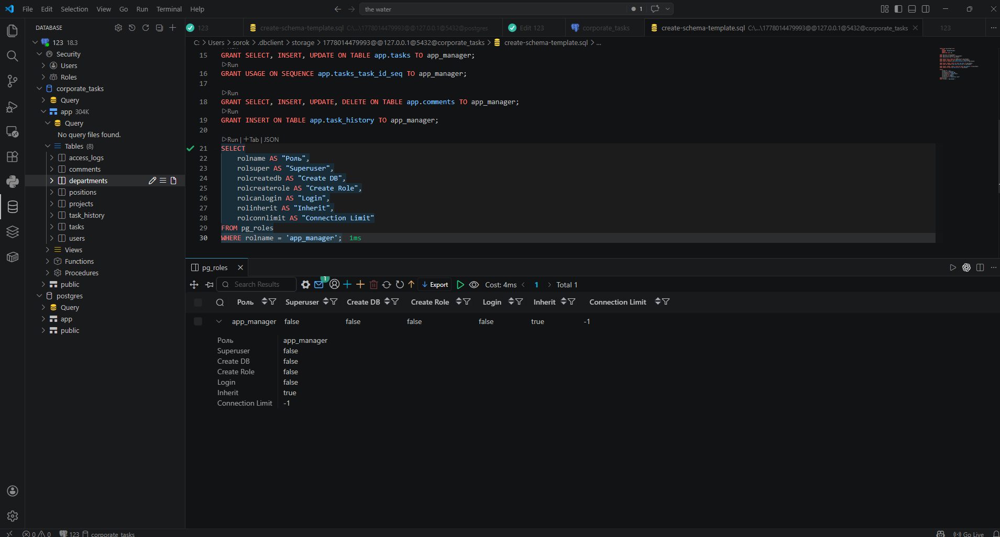 File Edit Selection View Go Run Terminal Help
the water
1
DATABASE
123
create-schema-template.sql C:\...\1778014479993@@127.0.0.1@5432@postgres
Edit 123
corporate_tasks
create-schema-template.sql C:\...\1778014479993@@127.0.0.1@5432@corporate_tasks
123
C: > Users > sorok > .dbclient > storage > 1778014479993@@127.0.0.1@5432@corporate_tasks > create-schema-template.sql > ...
123 18.3
Security
Users
Roles
corporate_tasks
Query
app 304K
Query
No query files found.
Tables (8)
access_logs
comments
departments
positions
projects
task_history
tasks
users
Views
Functions
Procedures
public
postgres
Query
app
public
15 GRANT SELECT, INSERT, UPDATE ON TABLE app.tasks TO app_manager;
Run
16 GRANT USAGE ON SEQUENCE app.tasks_task_id_seq TO app_manager;
17
Run
18 GRANT SELECT, INSERT, UPDATE, DELETE ON TABLE app.comments TO app_manager;
Run
19 GRANT INSERT ON TABLE app.task_history TO app_manager;
20
Run | +Tab | JSON
21 SELECT
22 rolname AS "Роль",
23 rolsuper AS "Superuser",
24 rolcreatedb AS "Create DB",
25 rolcreaterole AS "Create Role",
26 rolcanlogin AS "Login",
27 rolinherit AS "Inherit",
28 rolconnlimit AS "Connection Limit"
29 FROM pg_roles
30 WHERE rolname = 'app_manager'; 1ms
pg_roles
Search Results
1
Export
Cost: 4ms < 1 > Total 1
Роль Superuser Create DB Create Role Login Inherit Connection Limit
app_manager false false false false true -1
Роль app_manager
Superuser false
Create DB false
Create Role false
Login false
Inherit true
Connection Limit -1
0 0 123 corporate_tasks
Go Live